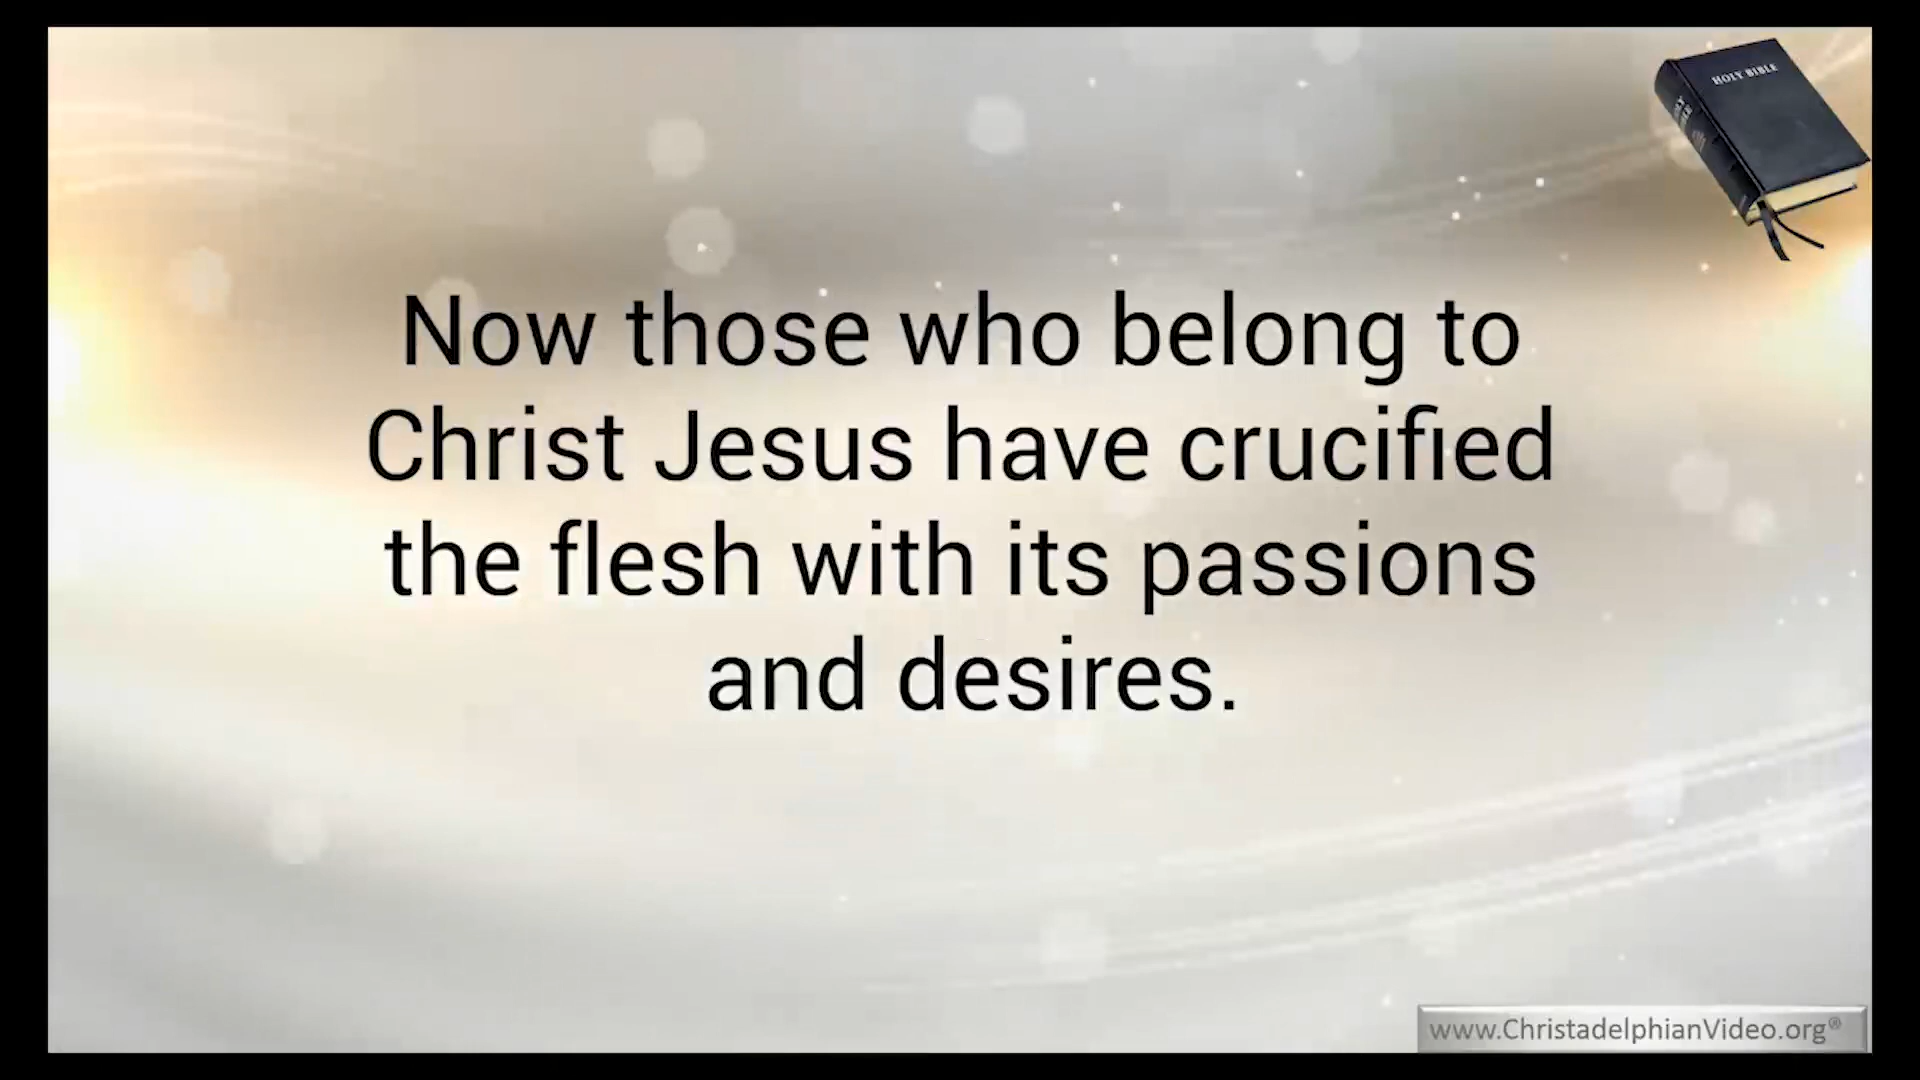 HOLY BIBLE
Now those who belong to
Christ Jesus have crucified
the flesh with its passions
and desires.
www.ChristadelphianVideo.org®